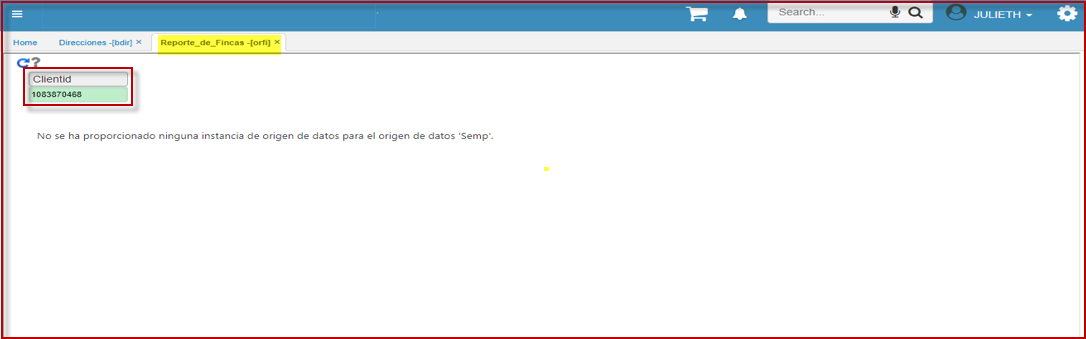 Search...
JULIETH
Home
Direcciones -[bdir] ×
Reporte_de_Fincas -[orfi] ×
?
Clientid
1083870468
No se ha proporcionado ninguna instancia de origen de datos para el origen de datos 'Semp'.